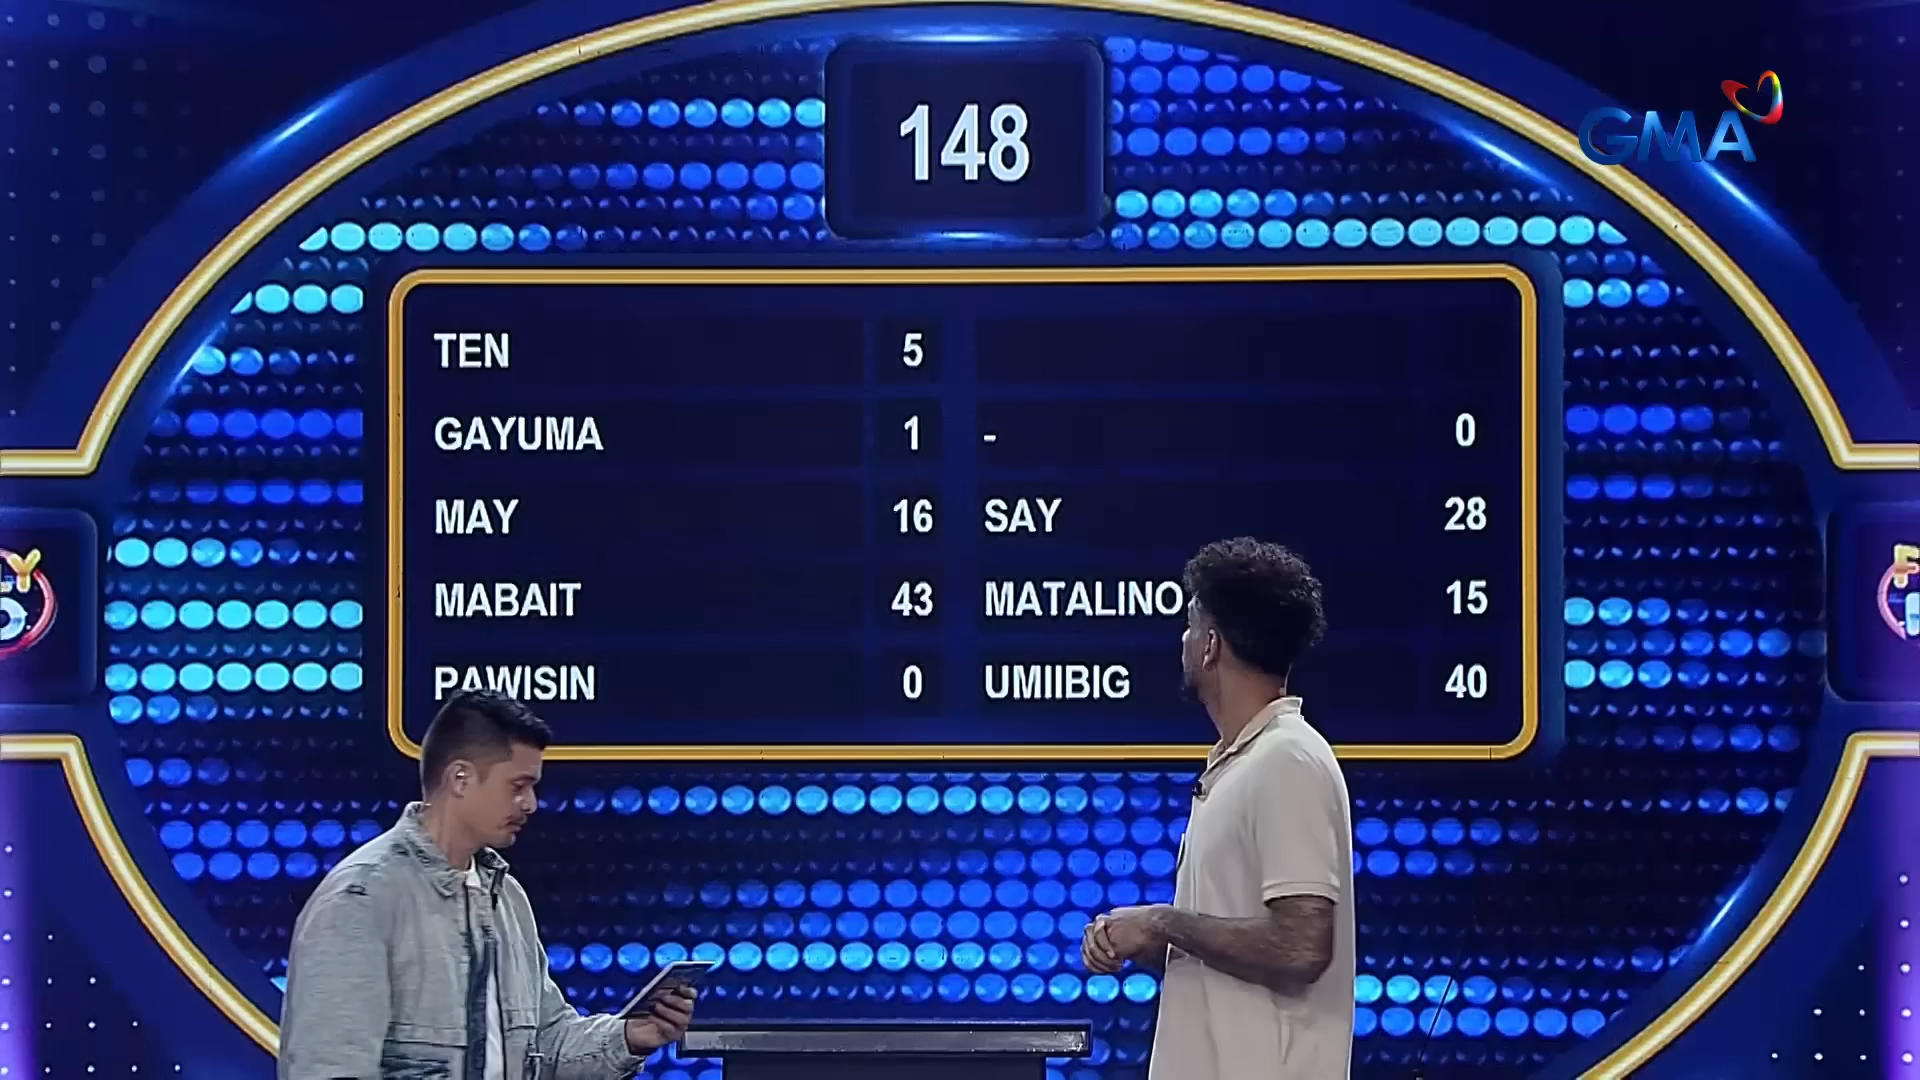 148
GMA
TEN 5
GAYUMA 1 - 0
MAY 16 SAY 28
MABAIT 43 MATALINO 15
PAWISIN 0 UMIIBIG 40